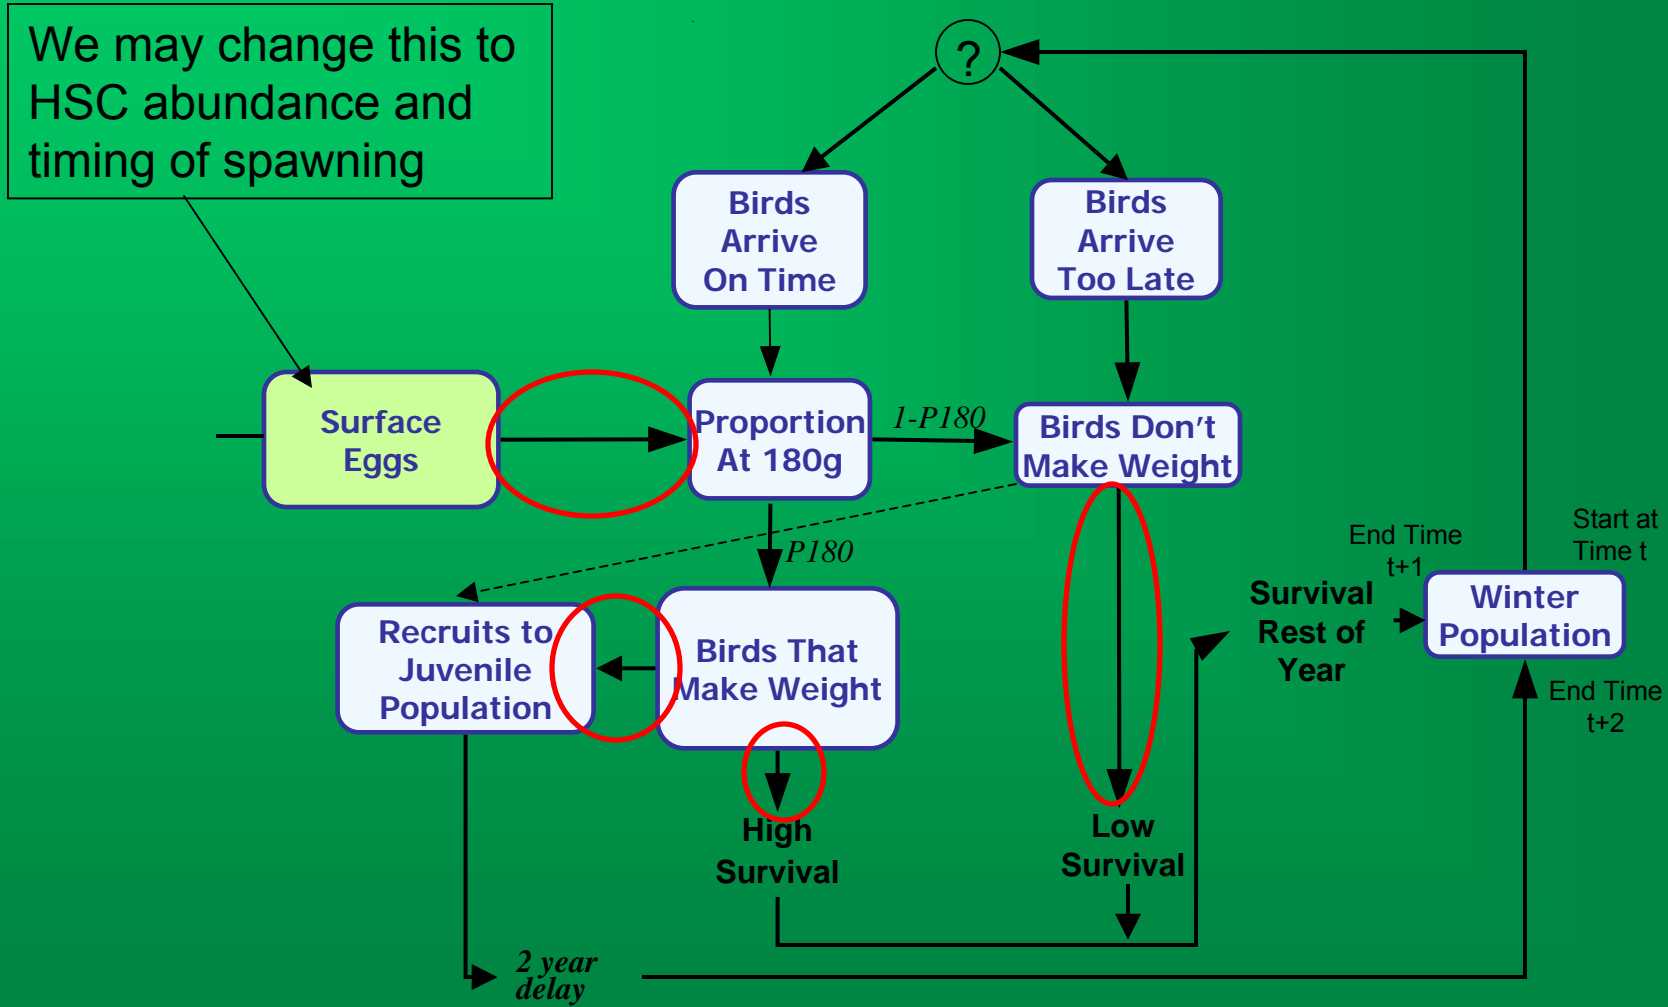 We may change this to
HSC abundance and
timing of spawning
?
Birds
Arrive
On Time
Birds
Arrive
Too Late
Surface
Eggs
Proportion
At 180g
1-P180
Birds Don't
Make Weight
P180
Recruits to
Juvenile
Population
Birds That
Make Weight
High
Survival
Low
Survival
Survival
Rest of
Year
End Time
t+1
Start at
Time t
Winter
Population
End Time
t+2
2 year
delay